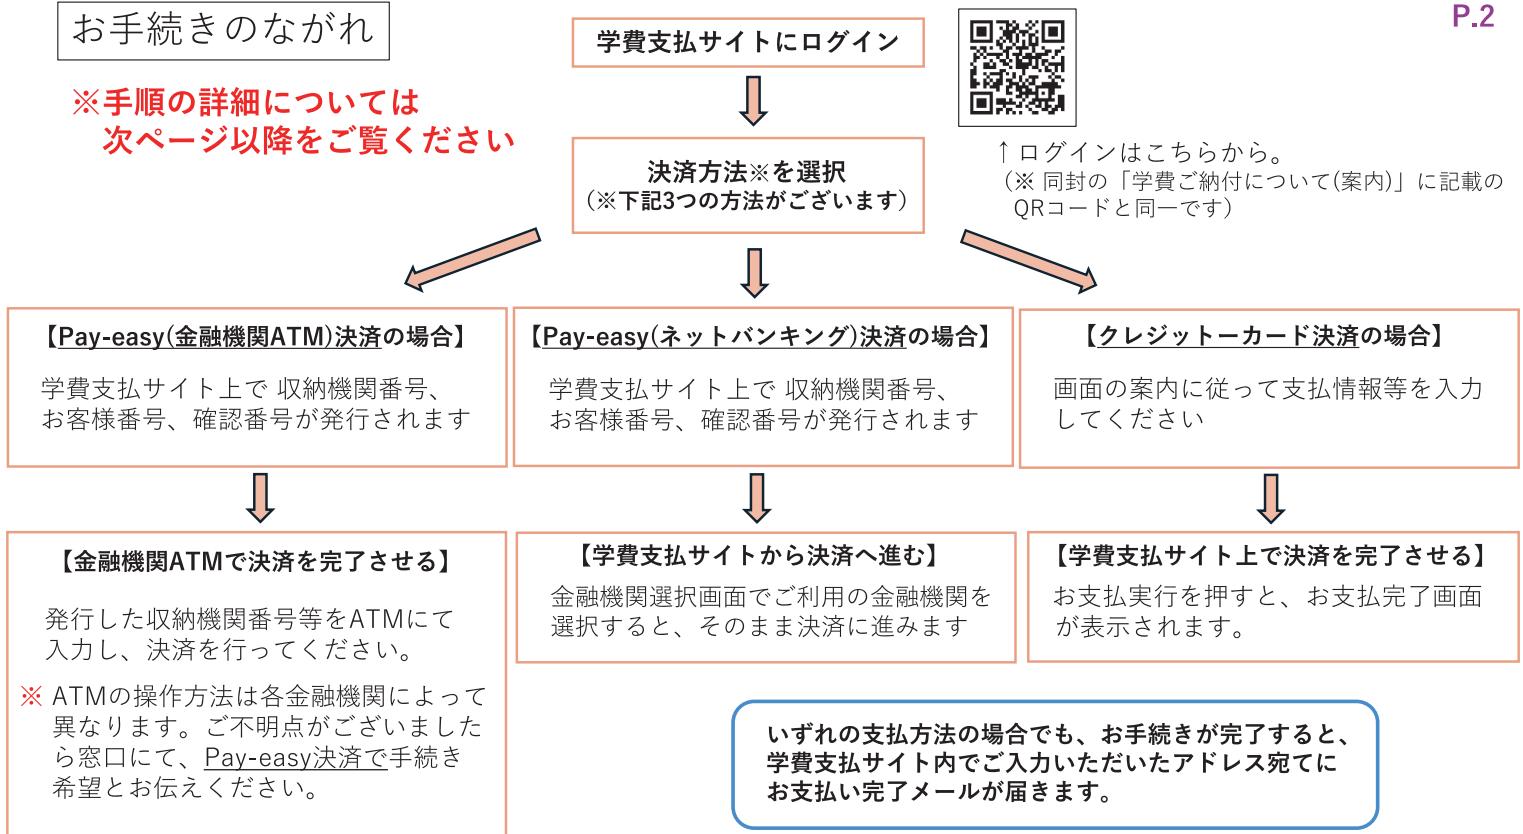 お手続きのながれ
P.2
※手順の詳細については
次ページ以降をご覧ください
学費支払サイトにログイン
決済方法※を選択
(※下記3つの方法がございます)
↑ログインはこちらから。
(※ 同封の「学費ご納付について(案内)」に記載の
QRコードと同一です)
【Pay-easy(金融機関ATM)決済の場合】
学費支払サイト上で 収納機関番号、
お客様番号、確認番号が発行されます
【Pay-easy(ネットバンキング)決済の場合】
学費支払サイト上で 収納機関番号、
お客様番号、確認番号が発行されます
【クレジットーカード決済の場合】
画面の案内に従って支払情報等を入力
してください
【金融機関ATMで決済を完了させる】
発行した収納機関番号等をATMにて
入力し、決済を行ってください。
※ ATMの操作方法は各金融機関によって
異なります。ご不明点がございました
ら窓口にて、Pay-easy決済で手続き
希望とお伝えください。
【学費支払サイトから決済へ進む】
金融機関選択画面でご利用の金融機関を
選択すると、そのまま決済に進みます
【学費支払サイト上で決済を完了させる】
お支払実行を押すと、お支払完了画面
が表示されます。
いずれの支払方法の場合でも、お手続きが完了すると、
学費支払サイト内でご入力いただいたアドレス宛てに
お支払い完了メールが届きます。